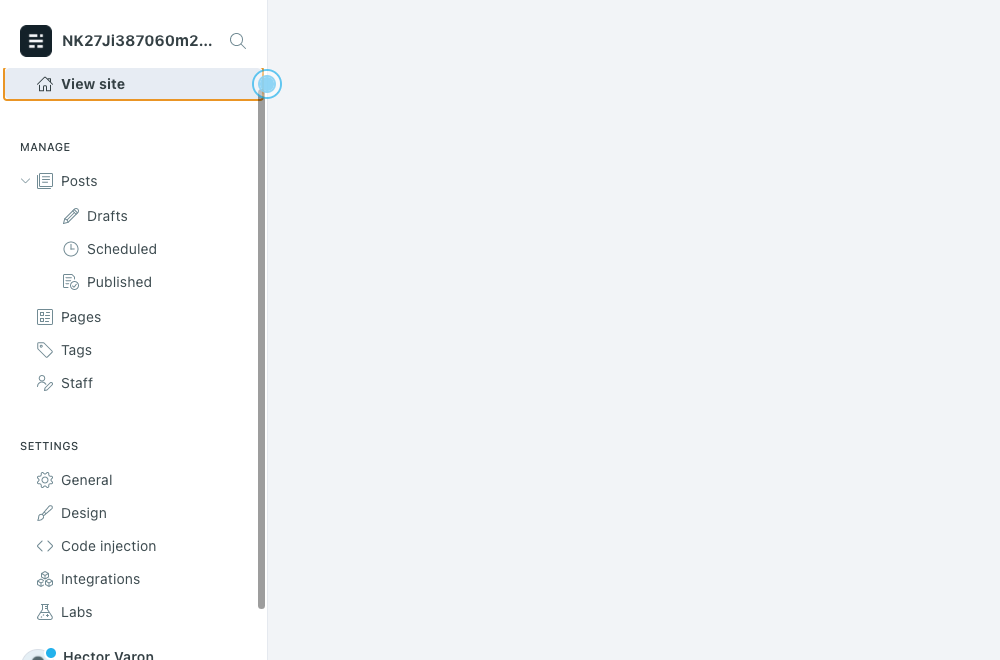 NK27Ji387060m2...
View site
MANAGE
Posts
Drafts
Scheduled
Published
Pages
Tags
Staff
SETTINGS
General
Design
Code injection
Integrations
Labs
Hector Varon